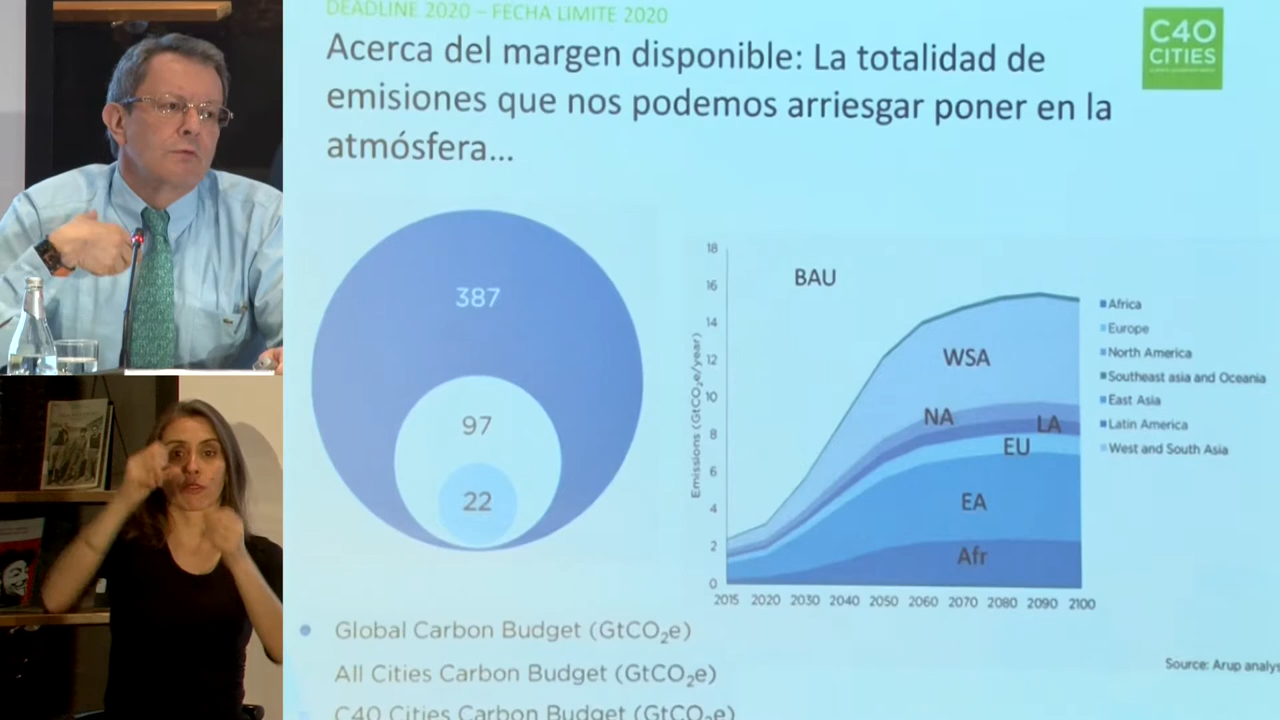 DEADLINE 2020 – FECHA LIMITE 2020
Acerca del margen disponible: La totalidad de
emisiones que nos podemos arriesgar poner en la
atmósfera...
C40
CITIES
387
97
22
Global Carbon Budget (GtCO₂e)
All Cities Carbon Budget (GtCO₂e)
C40 Cities Carbon Budget (GtCO₂e)
Emissions (GtCO₂e/year)
18
16
14
12
10
8
6
4
2
0
BAU
WSA
NA
LA
EU
EA
Afr
2015 2020 2030 2040 2050 2060 2070 2080 2090 2100
Africa
Europe
North America
Southeast asia and Oceania
East Asia
Latin America
West and South Asia
Source: Arup analys